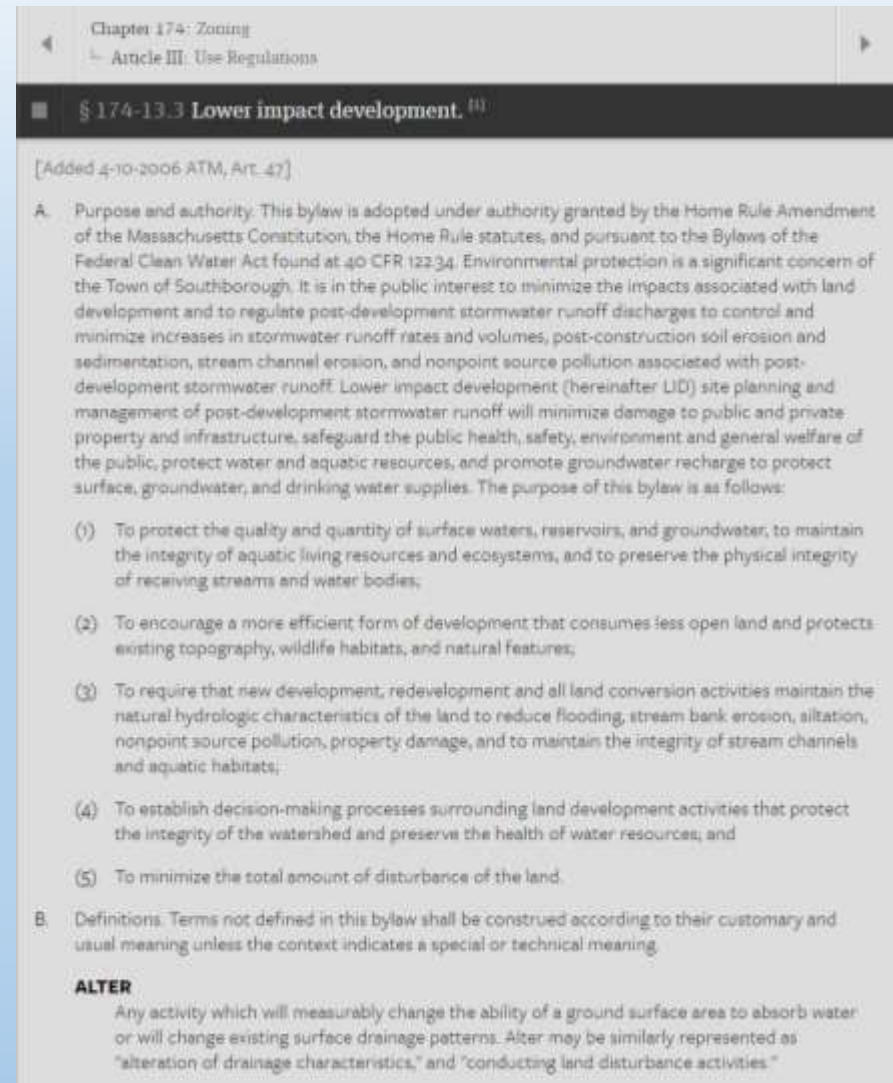 Chapter 174: Zoning
Article III: Use Regulations
§ 174-13.3 Lower impact development. [1]
[Added 4-10-2006 ATM, Art. 47]
A. Purpose and authority. This bylaw is adopted under authority granted by the Home Rule Amendment
of the Massachusetts Constitution, the Home Rule statutes, and pursuant to the Bylaws of the
Federal Clean Water Act found at 40 CFR 122.34. Environmental protection is a significant concern of
the Town of Southborough. It is in the public interest to minimize the impacts associated with land
development and to regulate post-development stormwater runoff discharges to control and
minimize increases in stormwater runoff rates and volumes, post-construction soil erosion and
sedimentation, stream channel erosion, and nonpoint source pollution associated with post-
development stormwater runoff. Lower impact development (hereinafter LID) site planning and
management of post-development stormwater runoff will minimize damage to public and private
property and infrastructure, safeguard the public health, safety, environment and general welfare of
the public, protect water and aquatic resources, and promote groundwater recharge to protect
surface, groundwater, and drinking water supplies. The purpose of this bylaw is as follows:
(1) To protect the quality and quantity of surface waters, reservoirs, and groundwater, to maintain
the integrity of aquatic living resources and ecosystems, and to preserve the physical integrity
of receiving streams and water bodies;
(2) To encourage a more efficient form of development that consumes less open land and protects
existing topography, wildlife habitats, and natural features;
(3) To require that new development, redevelopment and all land conversion activities maintain the
natural hydrologic characteristics of the land to reduce flooding, stream bank erosion, siltation,
nonpoint source pollution, property damage, and to maintain the integrity of stream channels
and aquatic habitats;
(4) To establish decision-making processes surrounding land development activities that protect
the integrity of the watershed and preserve the health of water resources; and
(5) To minimize the total amount of disturbance of the land.
B. Definitions. Terms not defined in this bylaw shall be construed according to their customary and
usual meaning unless the context indicates a special or technical meaning.
ALTER
Any activity which will measurably change the ability of a ground surface area to absorb water
or will change existing surface drainage patterns. Alter may be similarly represented as
"alteration of drainage characteristics," and "conducting land disturbance activities."